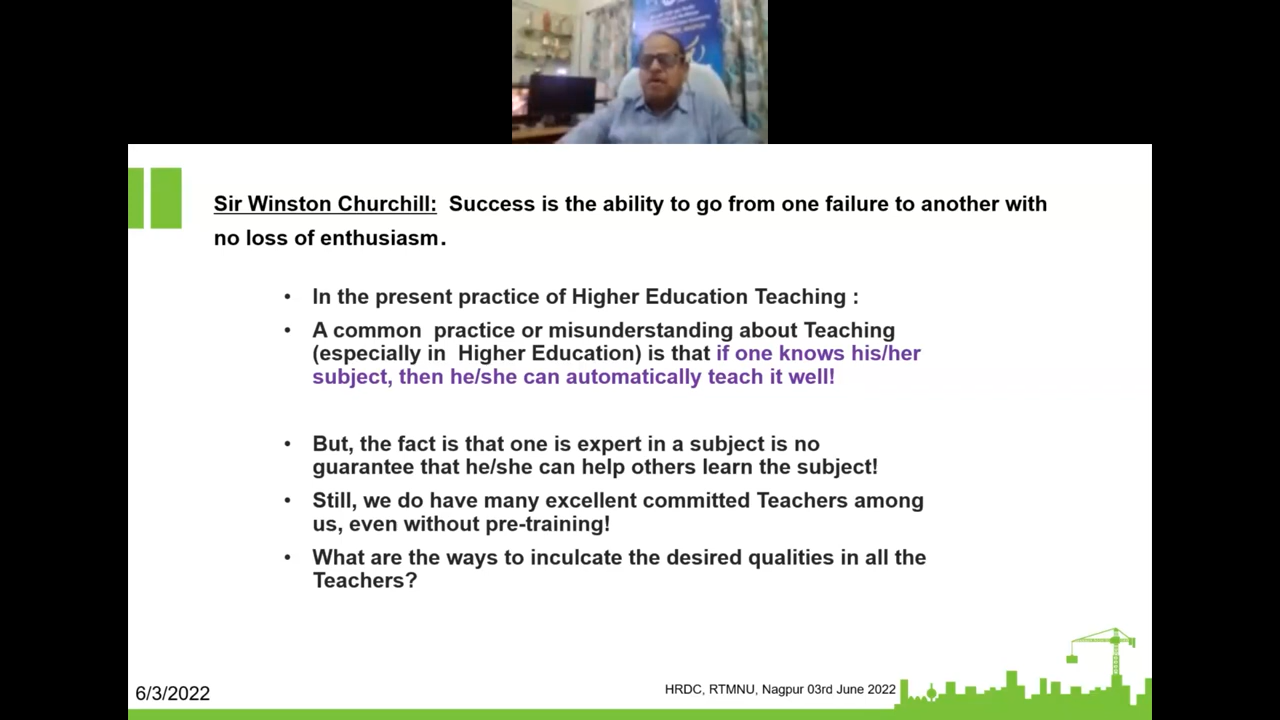 Sir Winston Churchill: Success is the ability to go from one failure to another with
no loss of enthusiasm.
• In the present practice of Higher Education Teaching :
• A common practice or misunderstanding about Teaching
(especially in Higher Education) is that if one knows his/her
subject, then he/she can automatically teach it well!
• But, the fact is that one is expert in a subject is no
guarantee that he/she can help others learn the subject!
• Still, we do have many excellent committed Teachers among
us, even without pre-training!
• What are the ways to inculcate the desired qualities in all the
Teachers?
6/3/2022
HRDC, RTMNU, Nagpur 03rd June 2022